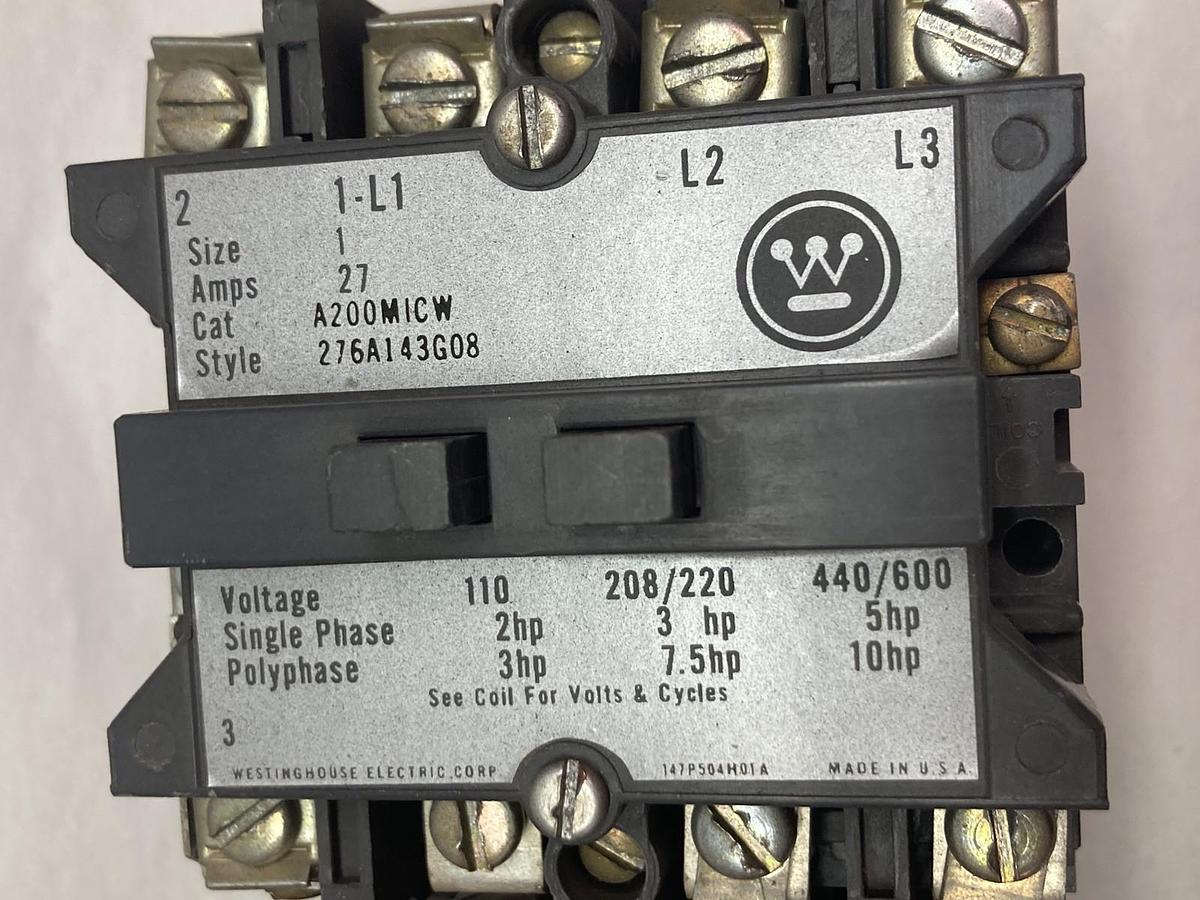 2 1-L1 L2 L3
Size 1
Amps 27
Cat A200M1CW
Style 276A143G08
W
Voltage 110 208/220 440/600
Single Phase 2hp 3 hp 5hp
Polyphase 3hp 7.5hp 10hp
See Coil For Volts & Cycles
3
WESTINGHOUSE ELECTRIC CORP. 147P504H01A MADE IN U.S.A.
COIL